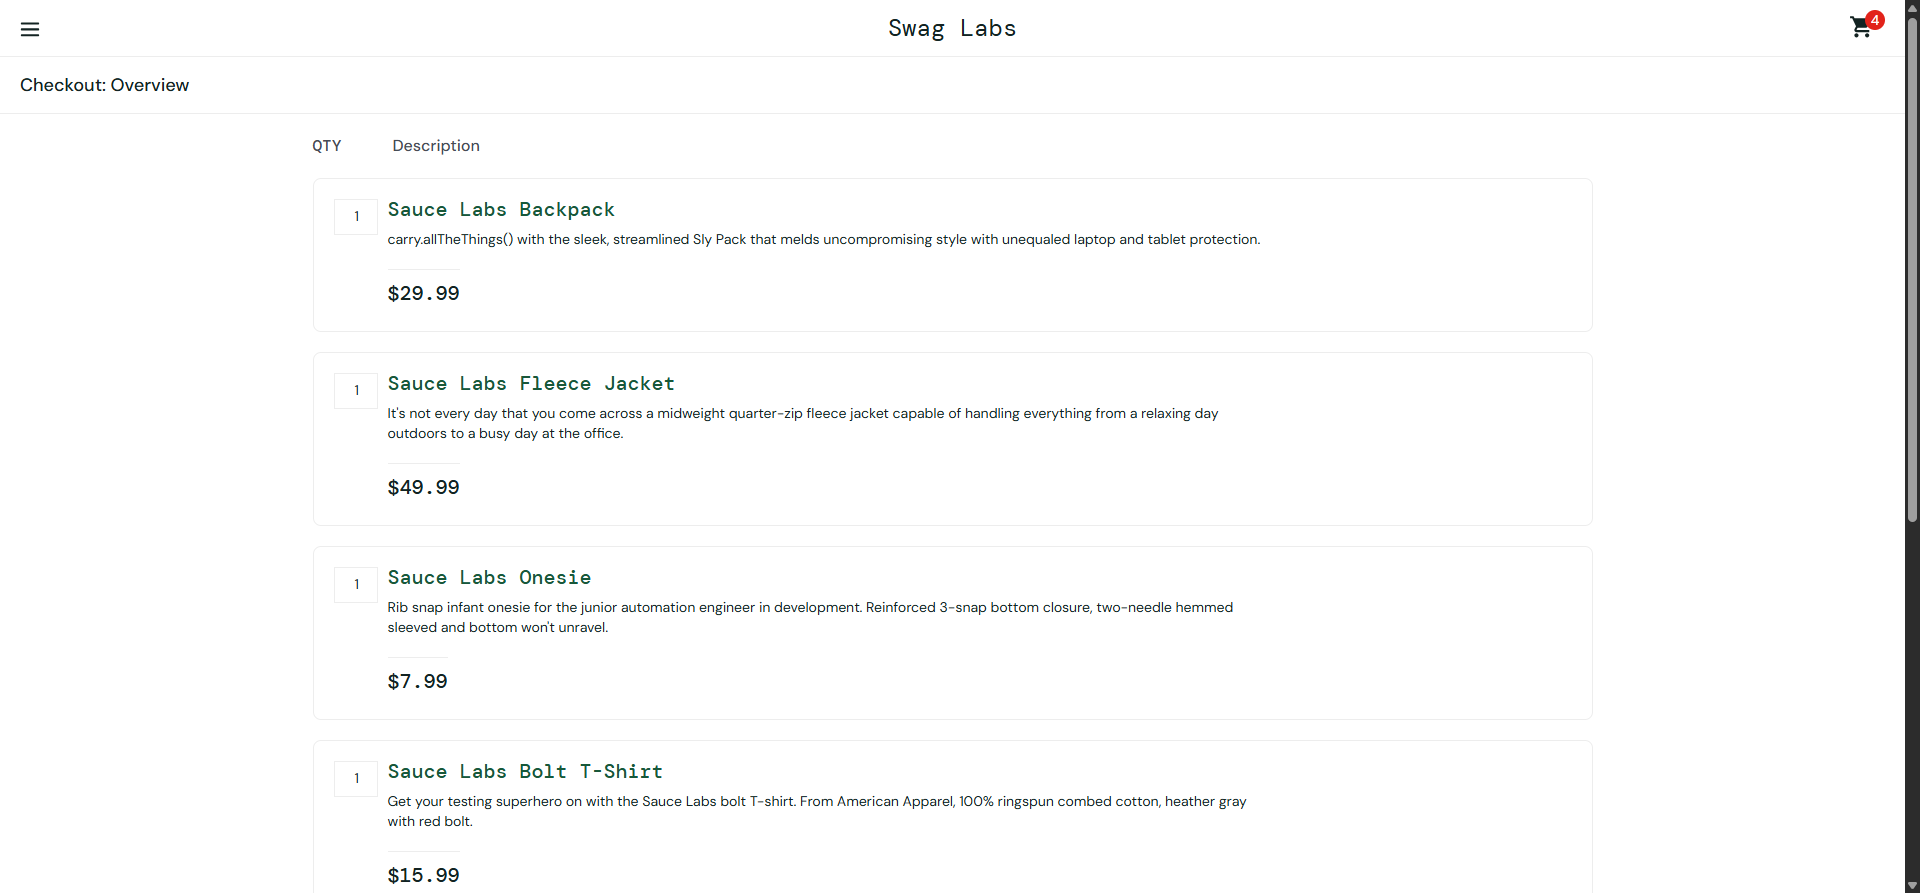 Swag Labs
4
Checkout: Overview
QTY Description
1
Sauce Labs Backpack
carry.allTheThings() with the sleek, streamlined Sly Pack that melds uncompromising style with unequaled laptop and tablet protection.
$29.99
1
Sauce Labs Fleece Jacket
It's not every day that you come across a midweight quarter-zip fleece jacket capable of handling everything from a relaxing day
outdoors to a busy day at the office.
$49.99
1
Sauce Labs Onesie
Rib snap infant onesie for the junior automation engineer in development. Reinforced 3-snap bottom closure, two-needle hemmed
sleeved and bottom won't unravel.
$7.99
1
Sauce Labs Bolt T-Shirt
Get your testing superhero on with the Sauce Labs bolt T-shirt. From American Apparel, 100% ringspun combed cotton, heather gray
with red bolt.
$15.99